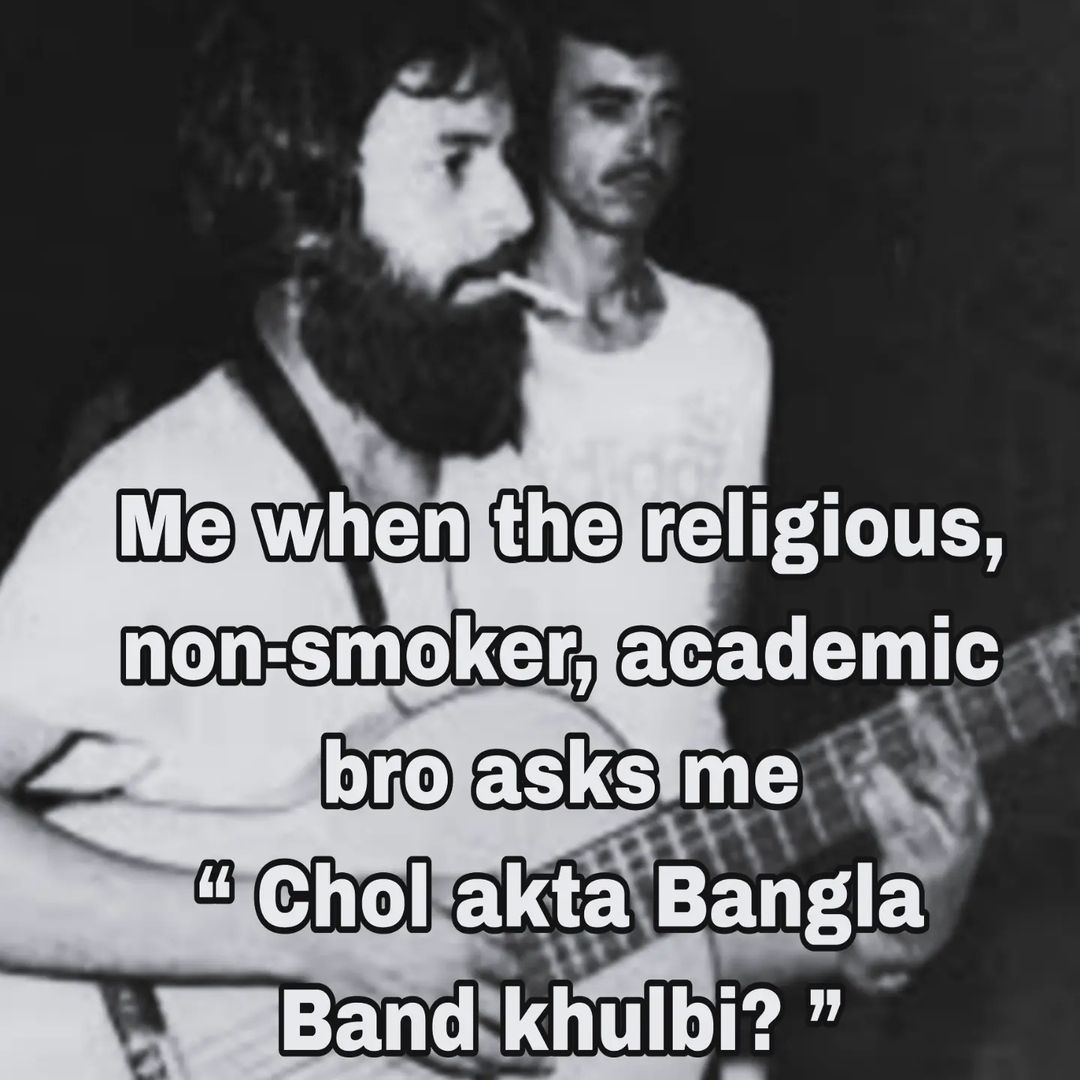 Me when the religious,
non-smoker, academic
bro asks me
“ Chol akta Bangla
Band khulbi? ”